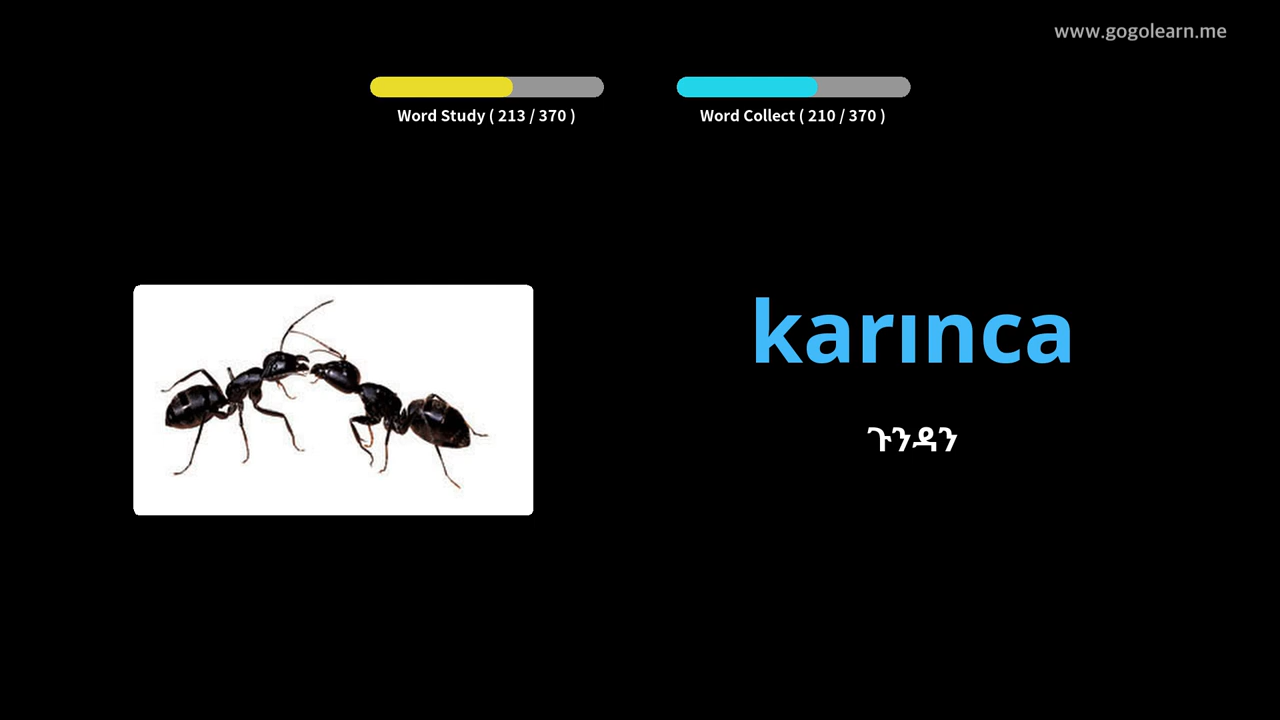 www.gogolearn.me
Word Study ( 213 / 370 )
Word Collect ( 210 / 370 )
karınca
ጉንዳን